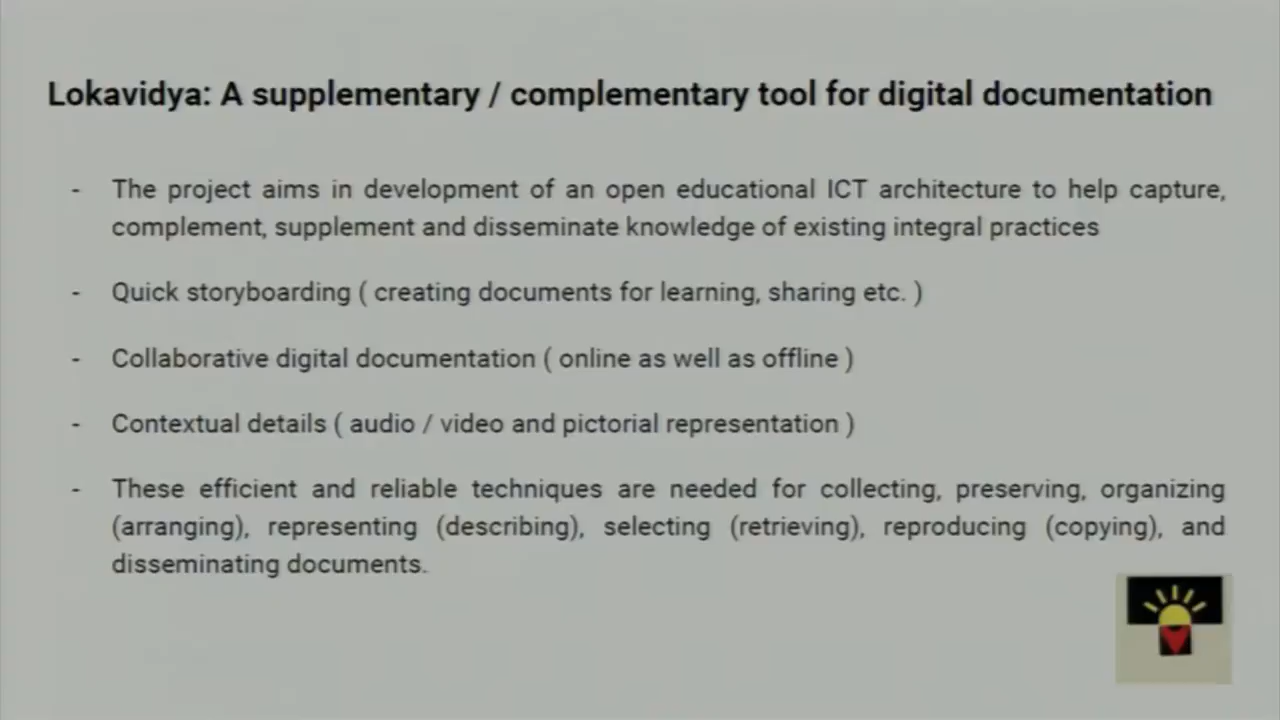 Lokavidya: A supplementary / complementary tool for digital documentation
- The project aims in development of an open educational ICT architecture to help capture,
complement, supplement and disseminate knowledge of existing integral practices
- Quick storyboarding ( creating documents for learning, sharing etc. )
- Collaborative digital documentation ( online as well as offline )
- Contextual details ( audio / video and pictorial representation )
- These efficient and reliable techniques are needed for collecting, preserving, organizing
(arranging), representing (describing), selecting (retrieving), reproducing (copying), and
disseminating documents.